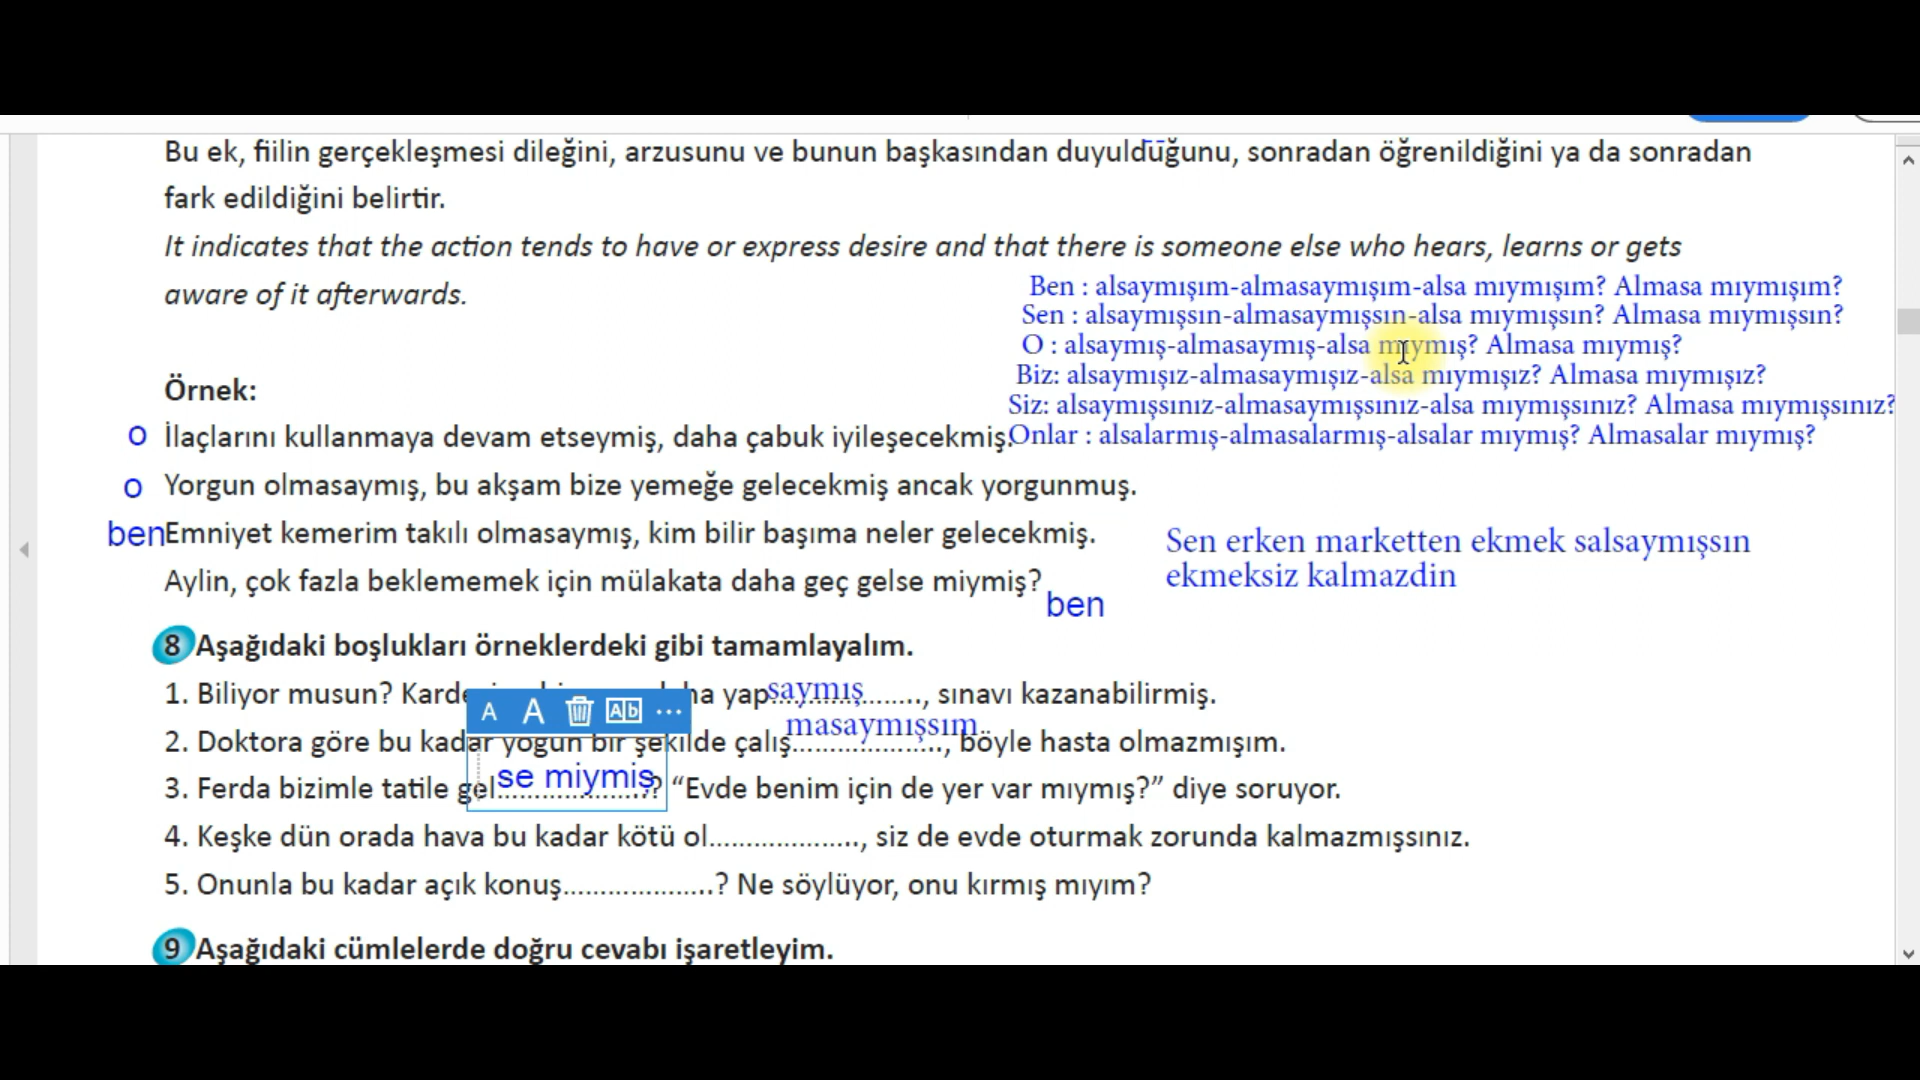 Bu ek, fiilin gerçekleşmesi dileğini, arzusunu ve bunun başkasından duyulduğunu, sonradan öğrenildiğini ya da sonradan
fark edildiğini belirtir.
It indicates that the action tends to have or express desire and that there is someone else who hears, learns or gets
aware of it afterwards.
Ben : alsaymışım-almasaymışım-alsa mıymışım? Almasa mıymışım?
Sen : alsaymışsın-almasaymışsın-alsa mıymışsın? Almasa mıymışsın?
O : alsaymış-almasaymış-alsa mıymış? Almasa mıymış?
Biz: alsaymışız-almasaymışız-alsa mıymışız? Almasa mıymışız?
Siz: alsaymışsınız-almasaymışsınız-alsa mıymışsınız? Almasa mıymışsınız?
Onlar : alsalarmış-almasalarmış-alsalar mıymış? Almasalar mıymış?
Örnek:
o İlaçlarını kullanmaya devam etseymiş, daha çabuk iyileşecekmiş.
o Yorgun olmasaymış, bu akşam bize yemeğe gelecekmiş ancak yorgunmuş.
ben Emniyet kemerim takılı olmasaymış, kim bilir başıma neler gelecekmiş.
Aylin, çok fazla beklememek için mülakata daha geç gelse miymiş?
ben
Sen erken marketten ekmek salsaymışsın
ekmeksiz kalmazdin
8 Aşağıdaki boşlukları örneklerdeki gibi tamamlayalım.
1. Biliyor musun? yap saymış……………….., sınavı kazanabilirmiş.
masaymışsım
2. Doktora göre bu kadar yoğun bir şekilde çalış……………….., böyle hasta olmazmışım.
A A Ab ...
3. Ferda bizimle tatile gel se miymiş………………..? “Evde benim için de yer var mıymış?” diye soruyor.
4. Keşke dün orada hava bu kadar kötü ol……………….., siz de evde oturmak zorunda kalmazmışsınız.
5. Onunla bu kadar açık konuş………………..? Ne söylüyor, onu kırmış mıyım?
9 Aşağıdaki cümlelerde doğru cevabı işaretleyim.